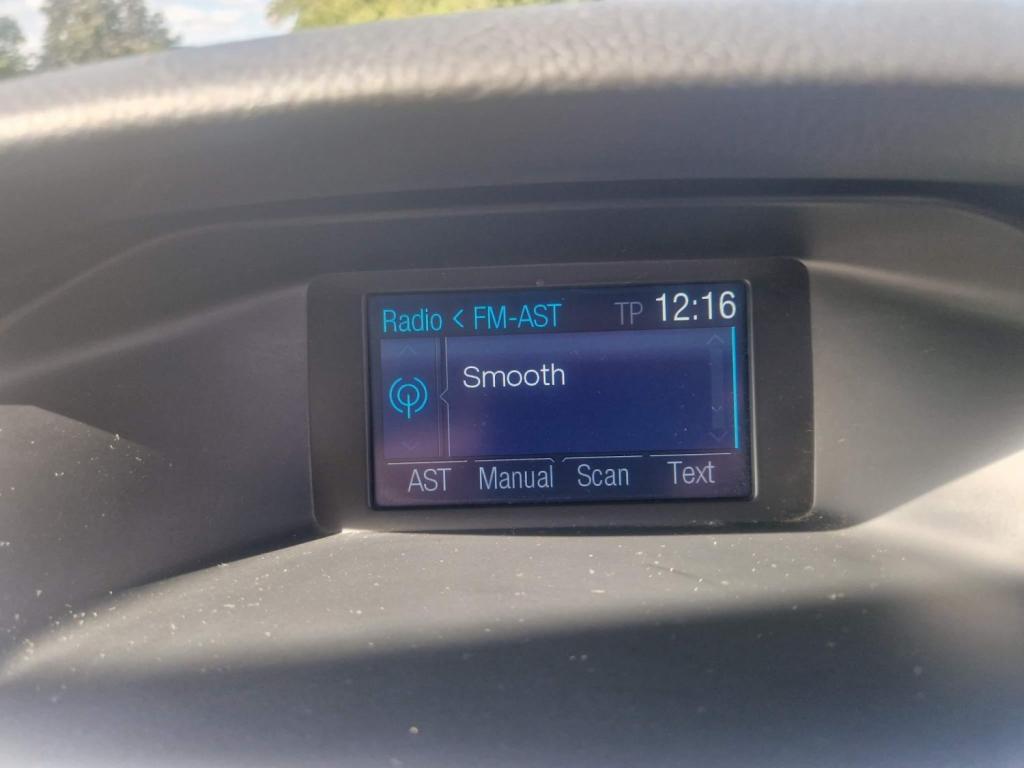 Radio < FM-AST TP 12:16
Smooth
AST Manual Scan Text